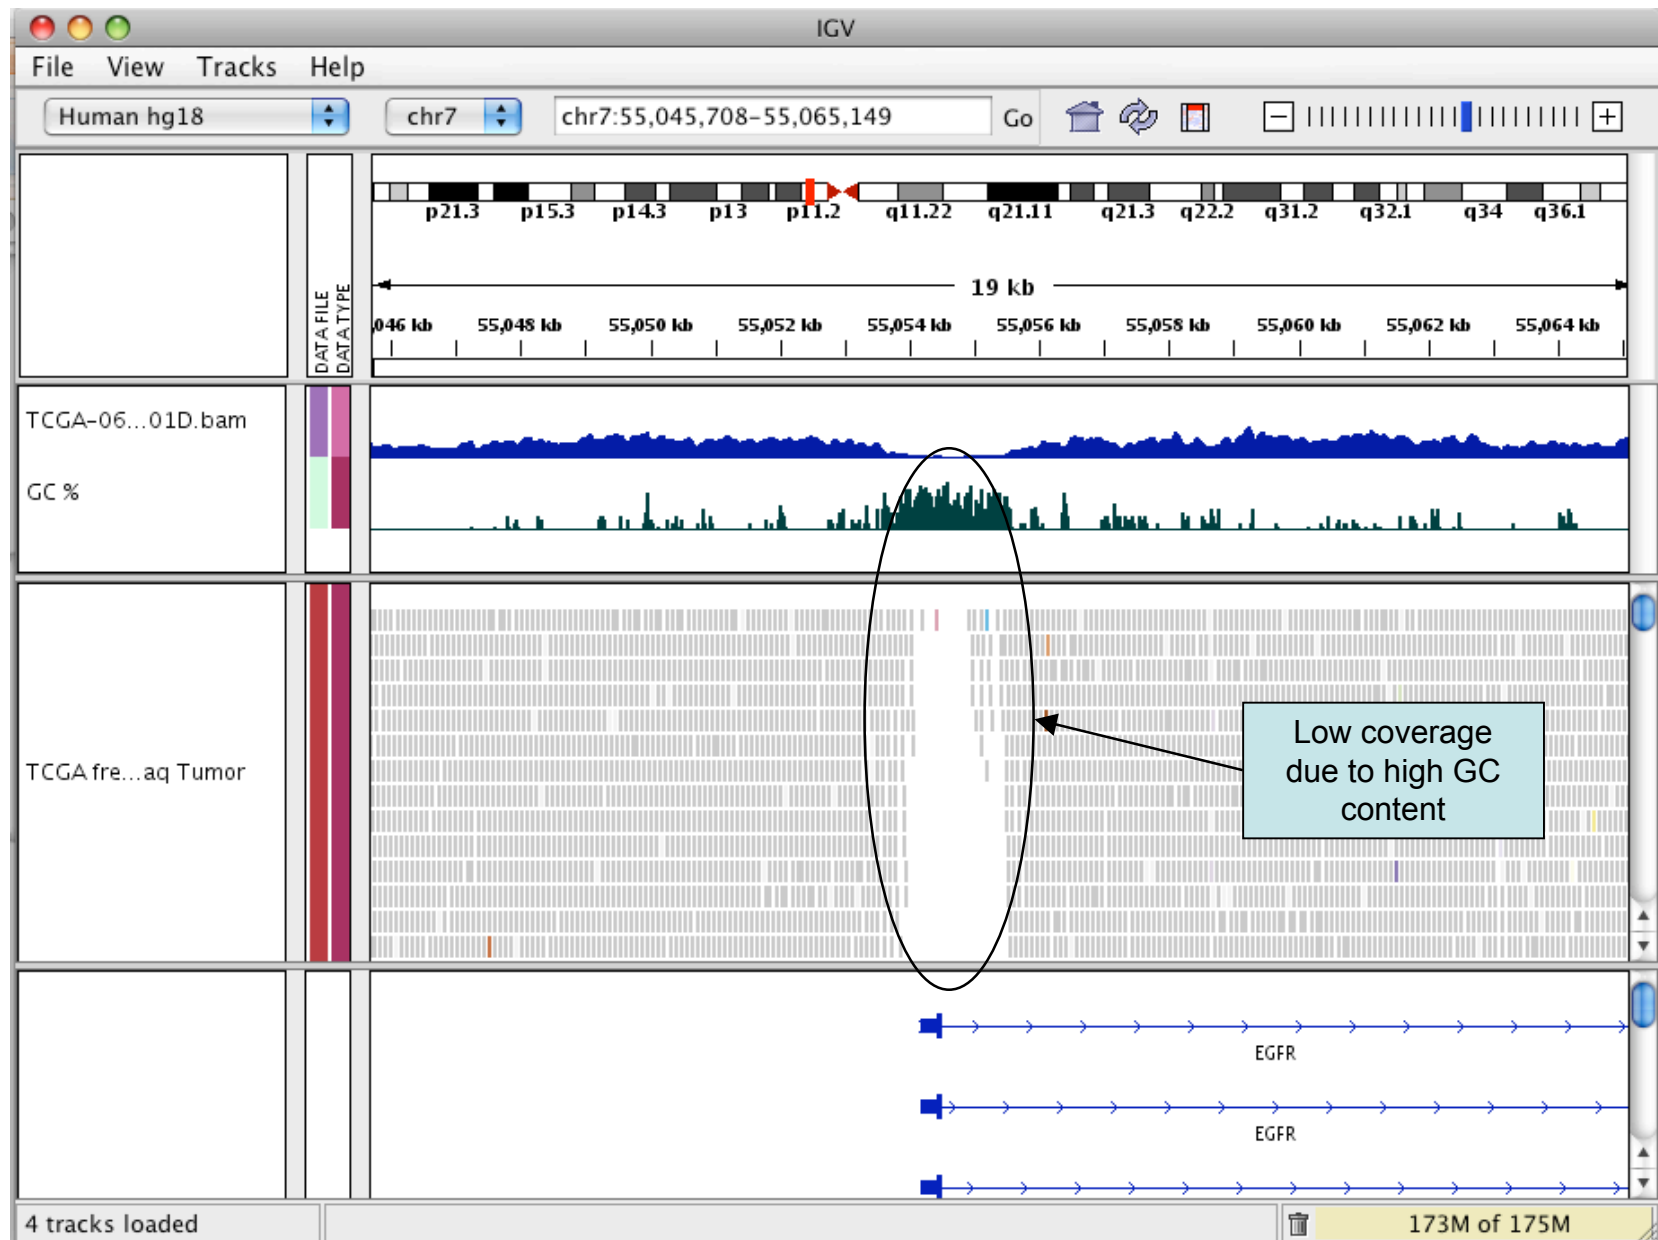 IGV
File View Tracks Help
Human hg18 chr7 chr7:55,045,708-55,065,149 Go
p21.3 p15.3 p14.3 p13 p11.2 q11.22 q21.11 q21.3 q22.2 q31.2 q32.1 q34 q36.1
19 kb
,046 kb 55,048 kb 55,050 kb 55,052 kb 55,054 kb 55,056 kb 55,058 kb 55,060 kb 55,062 kb 55,064 kb
DATA FILE
DATA TYPE
TCGA-06...01D.bam
GC %
TCGA fre...aq Tumor
Low coverage
due to high GC
content
EGFR
EGFR
4 tracks loaded
173M of 175M